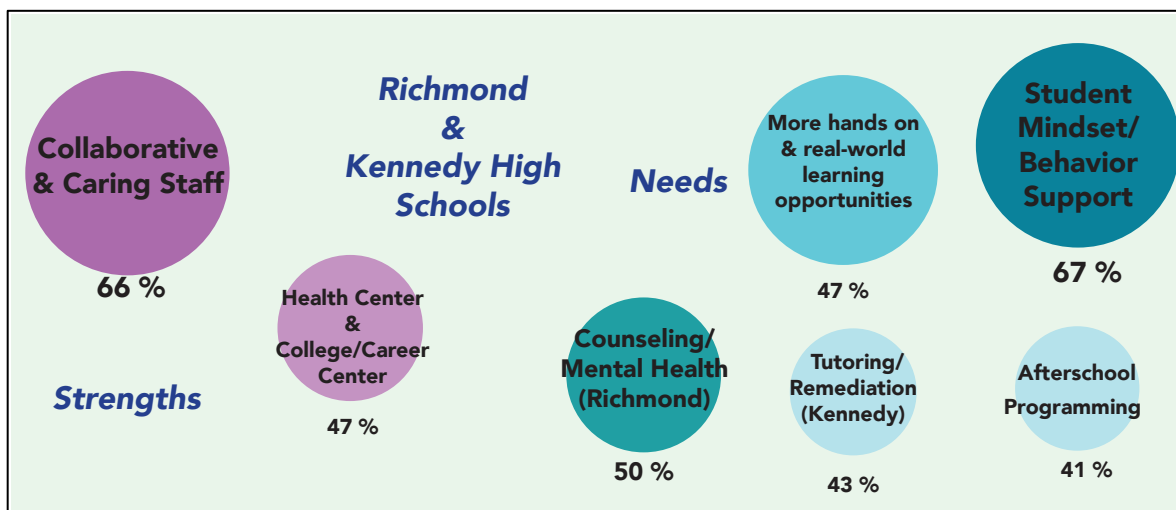 Richmond
&
Kennedy High
Schools
Collaborative
& Caring Staff
66 %
Health Center
&
College/Career
Center
47 %
Strengths
Needs
More hands on
& real-world
learning
opportunities
47 %
Student
Mindset/
Behavior
Support
67 %
Counseling/
Mental Health
(Richmond)
50 %
Tutoring/
Remediation
(Kennedy)
43 %
Afterschool
Programming
41 %